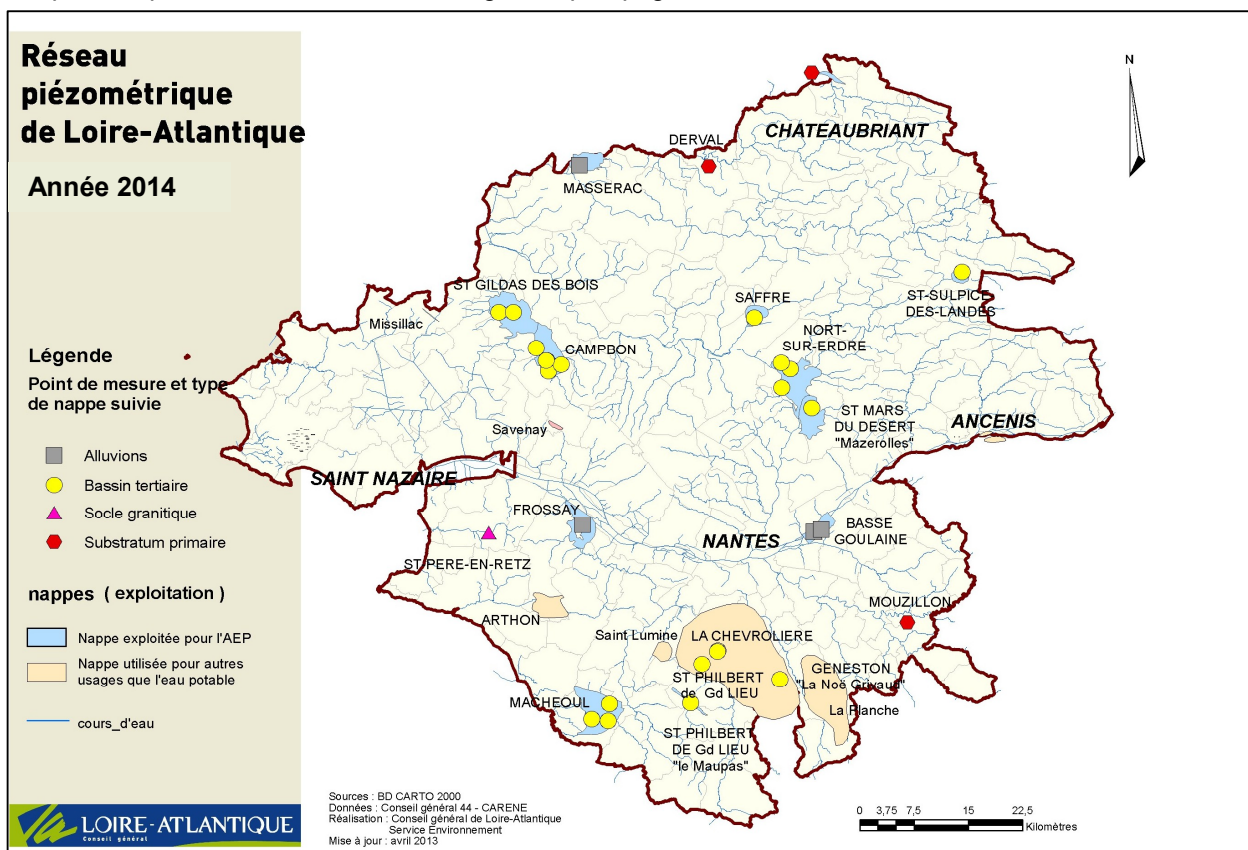 Réseau
piézométrique
de Loire-Atlantique
Année 2014
Légende
Point de mesure et type
de nappe suivie
Alluvions
Bassin tertiaire
Socle granitique
Substratum primaire
nappes ( exploitation )
Nappe exploitée pour l'AEP
Nappe utilisée pour autres
usages que l'eau potable
cours_d'eau
LOIRE-ATLANTIQUE
Conseil général
N
CHATEAUBRIANT
DERVAL
MASSERAC
ST GILDAS DES BOIS
Missillac
CAMPBON
SAFFRE
ST-SULPICE
DES-LANDES
NORT-
SUR-ERDRE
ST MARS
DU DESERT
"Mazerolles"
ANCENIS
Savenay
SAINT NAZAIRE
FROSSAY
NANTES
BASSE
GOULAINE
ST PERE-EN-RETZ
MOUZILLON
ARTHON
Saint Lumine
LA CHEVROLIERE
ST PHILBERT
de Gd LIEU
GENESTON
"La Noë Grivaud"
La Planche
MACHEOUL
ST PHILBERT
DE Gd LIEU
"le Maupas"
Sources : BD CARTO 2000
Données : Conseil général 44 - CARENE
Réalisation : Conseil général de Loire-Atlantique
Service Environnement
Mise à jour : avril 2013
0 3,75 7,5 15 22,5
Kilomètres